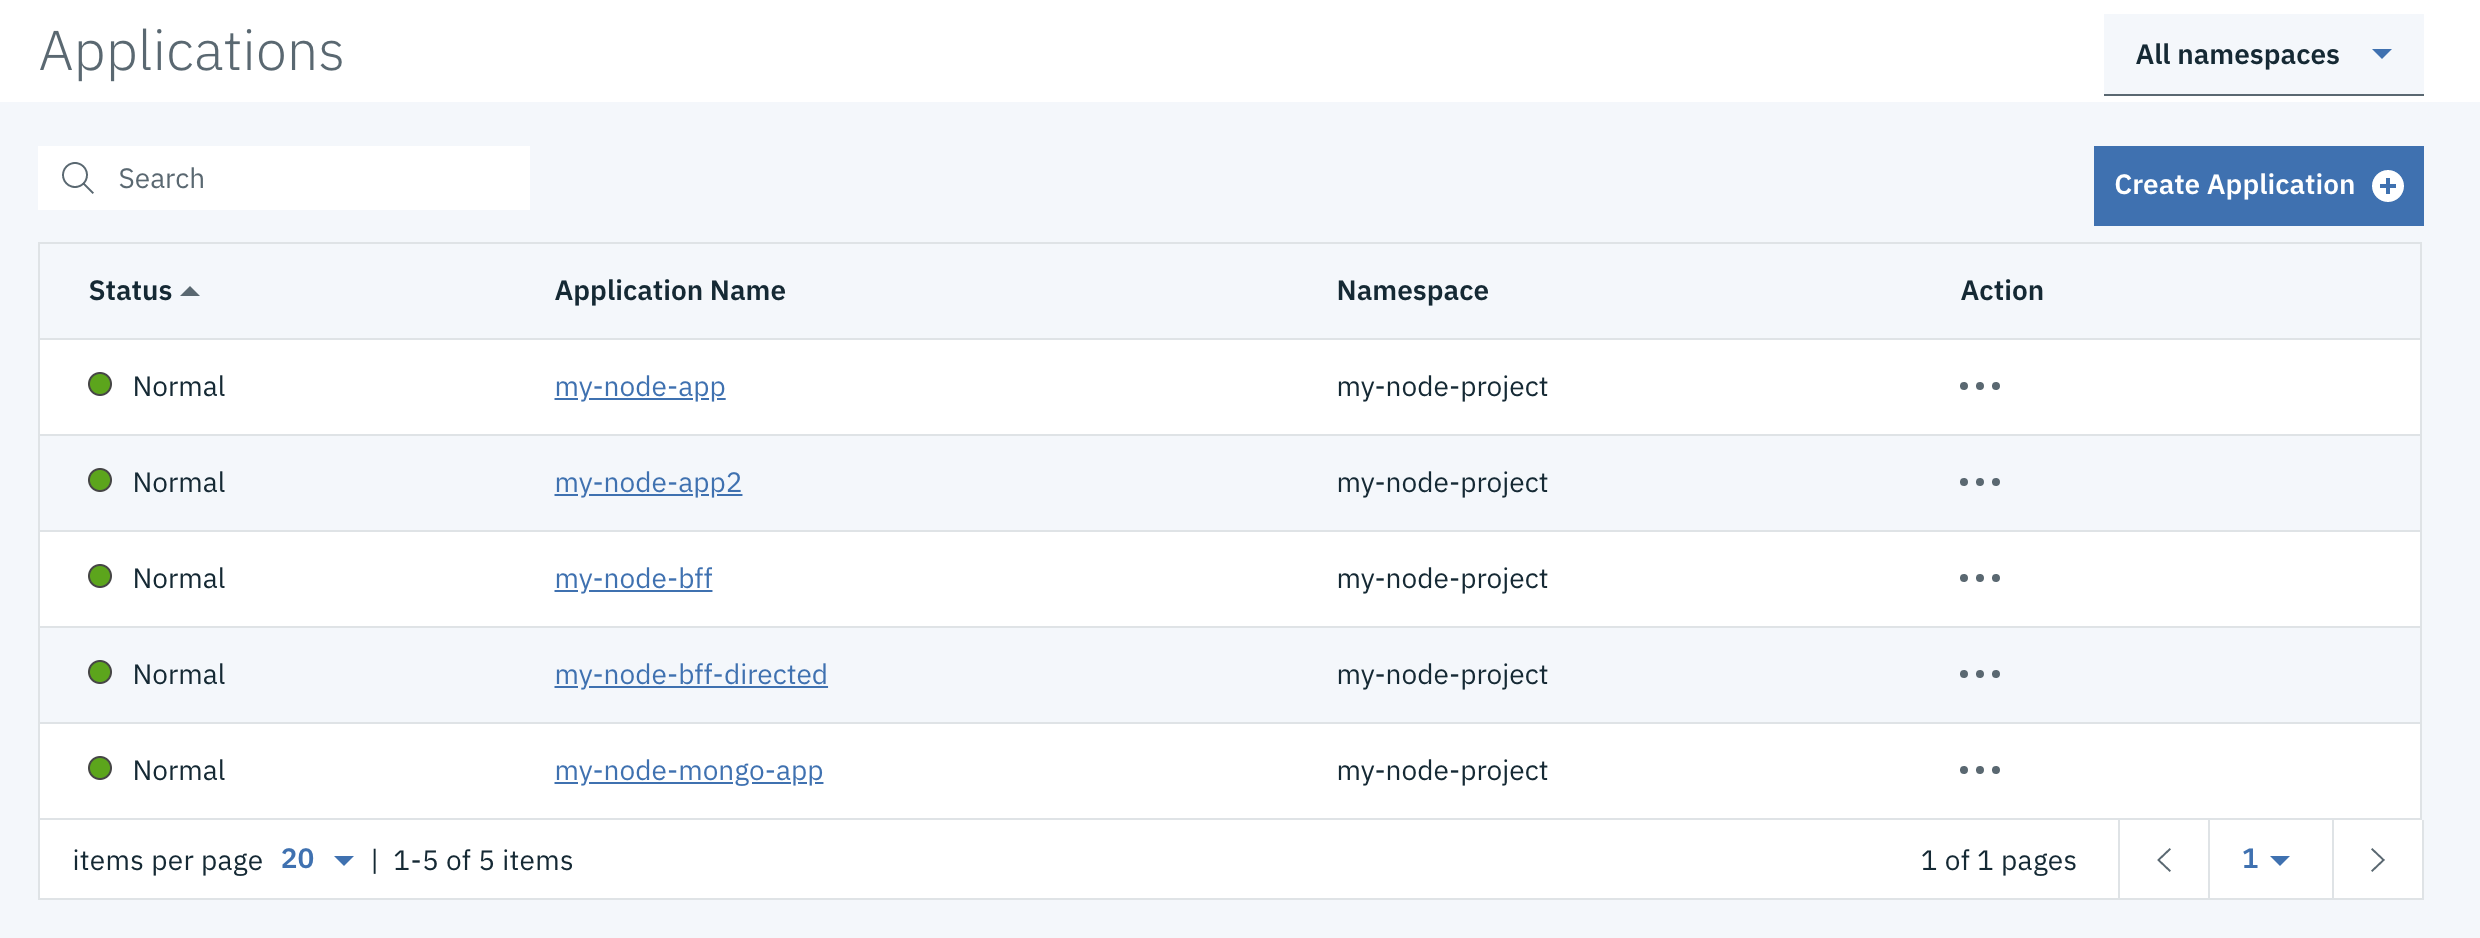 Applications
All namespaces
Search
Create Application
Status Application Name Namespace Action
Normal my-node-app my-node-project
Normal my-node-app2 my-node-project
Normal my-node-bff my-node-project
Normal my-node-bff-directed my-node-project
Normal my-node-mongo-app my-node-project
items per page 20 | 1-5 of 5 items 1 of 1 pages 1